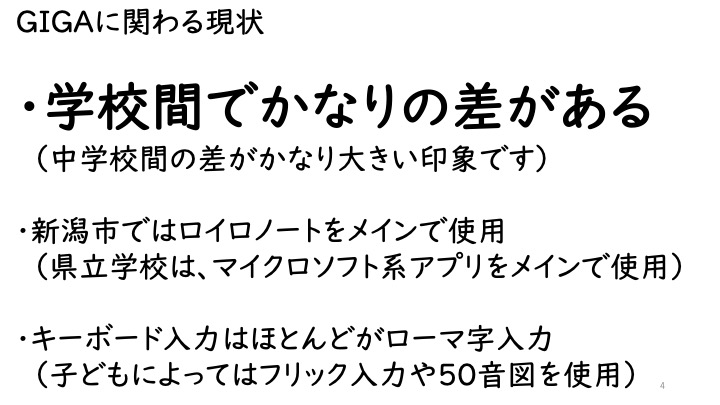 GIGAに関わる現状
・学校間でかなりの差がある
（中学校間の差がかなり大きい印象です）
・新潟市ではロイロノートをメインで使用
（県立学校は、マイクロソフト系アプリをメインで使用）
・キーボード入力はほとんどがローマ字入力
（子どもによってはフリック入力や50音図を使用）
4